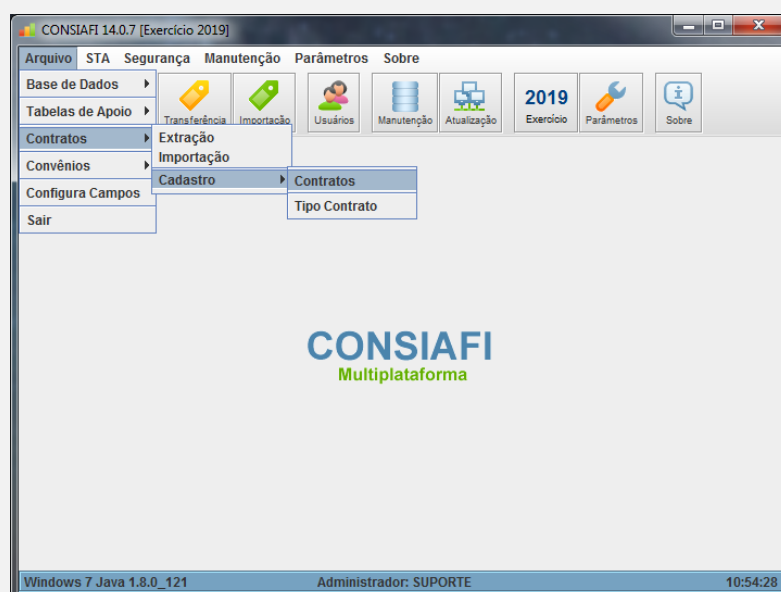 CONSIAFI 14.0.7 [Exercício 2019]
Arquivo STA Segurança Manutenção Parâmetros Sobre
Base de Dados
Tabelas de Apoio
Contratos
Convênios
Configura Campos
Sair
Transferência Importação Usuários Manutenção Atualização 2019 Exercício Parâmetros Sobre
Extração
Importação
Cadastro
Contratos
Tipo Contrato
CONSIAFI
Multiplataforma
Windows 7 Java 1.8.0_121 Administrador: SUPORTE 10:54:28